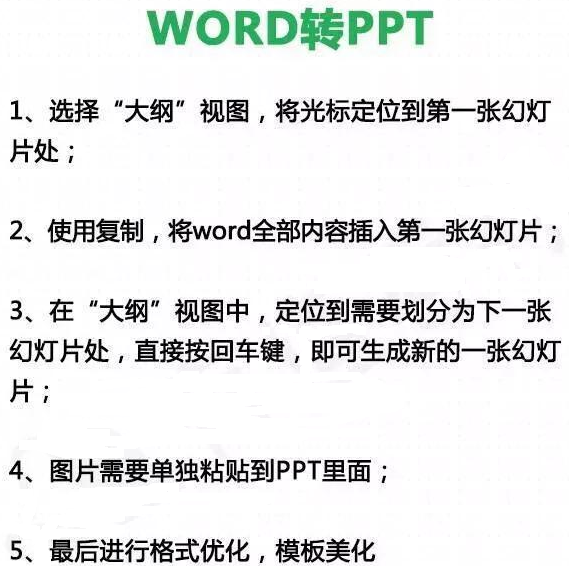 WORD转PPT
1、选择“大纲”视图，将光标定位到第一张幻灯
片处；
2、使用复制，将word全部内容插入第一张幻灯片；
3、在“大纲”视图中，定位到需要划分为下一张
幻灯片处，直接按回车键，即可生成新的一张幻灯
片；
4、图片需要单独粘贴到PPT里面；
5、最后进行格式优化，模板美化